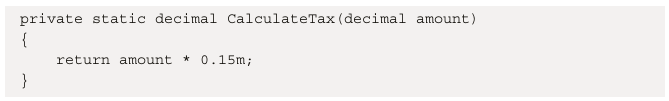 private static decimal CalculateTax(decimal amount)
{
    return amount * 0.15m;
}